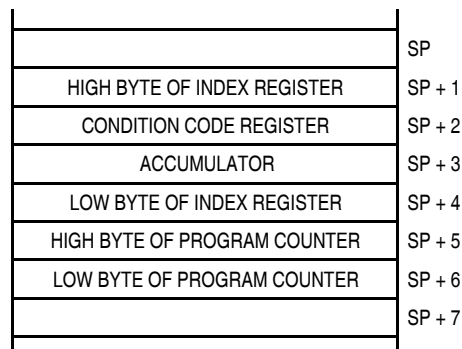 SP
HIGH BYTE OF INDEX REGISTER SP + 1
CONDITION CODE REGISTER SP + 2
ACCUMULATOR SP + 3
LOW BYTE OF INDEX REGISTER SP + 4
HIGH BYTE OF PROGRAM COUNTER SP + 5
LOW BYTE OF PROGRAM COUNTER SP + 6
SP + 7